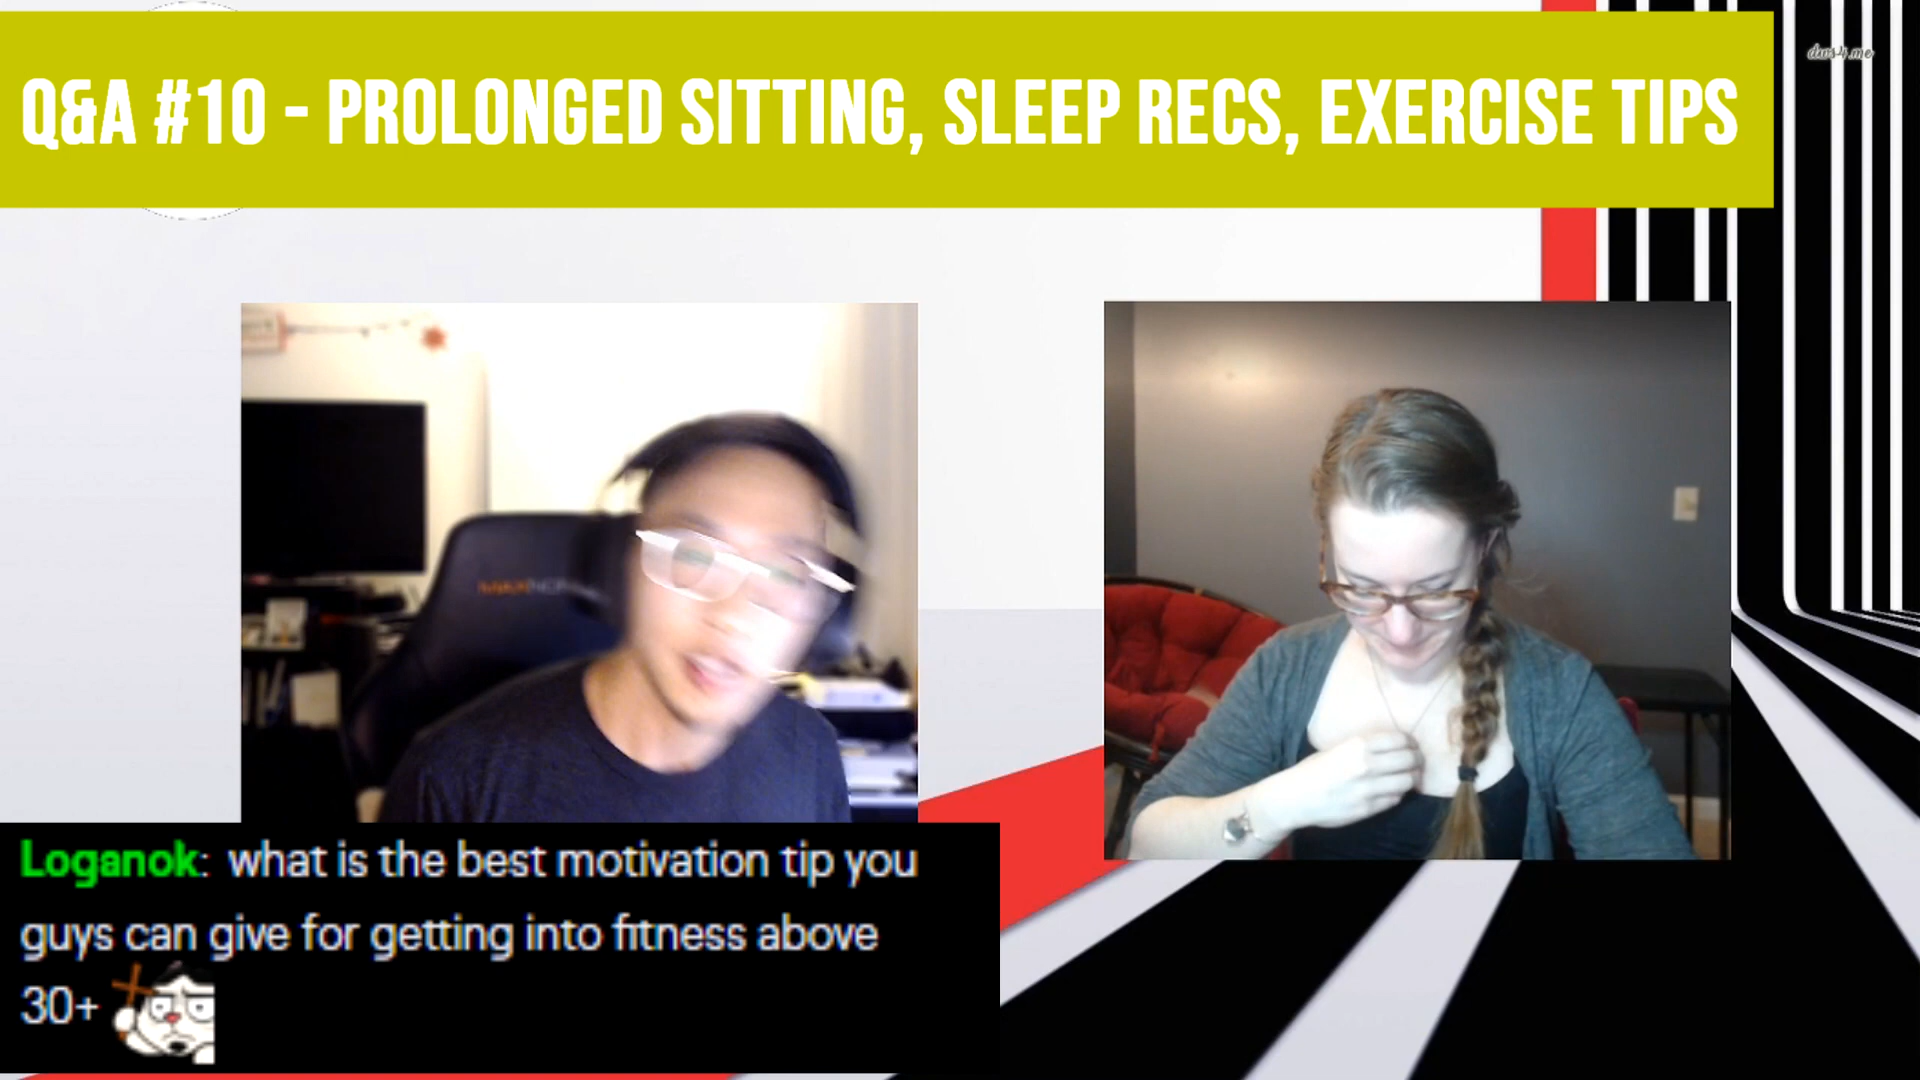 Q&A #10 - PROLONGED SITTING, SLEEP RECS, EXERCISE TIPS
Loganok: what is the best motivation tip you
guys can give for getting into fitness above
30+